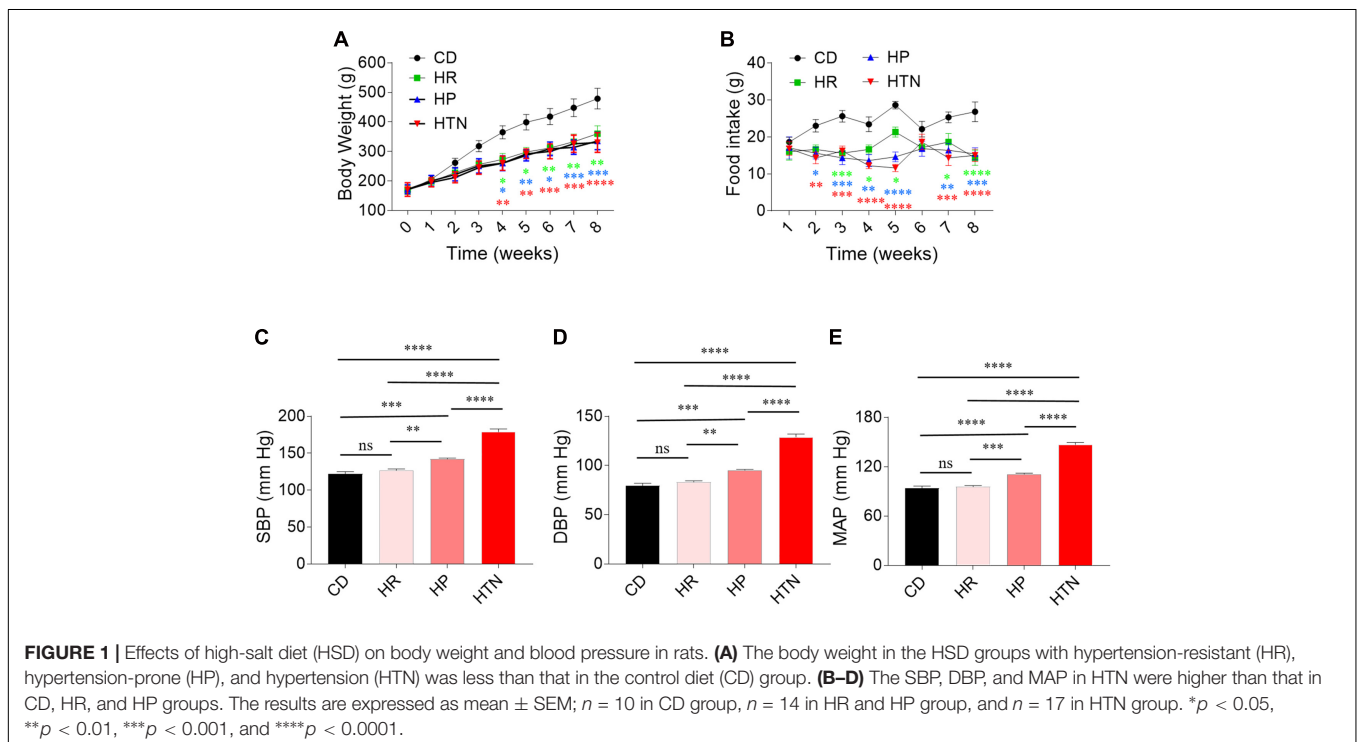 A
CD
HR
HP
HTN
600
500
400
300
200
100
Body Weight (g)
* ** ** ** **
* ** * *** ***
** ** *** *** ****
0 1 2 3 4 5 6 7 8
Time (weeks)
B
CD HP
HR HTN
40
30
20
10
0
Food intake (g)
*** * * * ****
* *** ** **** ** ***
** *** **** **** *** ****
1 2 3 4 5 6 7 8
Time (weeks)
C
****
****
*** ****
ns **
200
150
100
50
0
SBP (mm Hg)
CD HR HP HTN
D
****
****
*** ****
ns **
150
100
50
0
DBP (mm Hg)
CD HR HP HTN
E
****
****
**** ****
ns ***
180
120
60
0
MAP (mm Hg)
CD HR HP HTN
FIGURE 1 | Effects of high-salt diet (HSD) on body weight and blood pressure in rats. (A) The body weight in the HSD groups with hypertension-resistant (HR),
hypertension-prone (HP), and hypertension (HTN) was less than that in the control diet (CD) group. (B–D) The SBP, DBP, and MAP in HTN were higher than that in
CD, HR, and HP groups. The results are expressed as mean ± SEM; n = 10 in CD group, n = 14 in HR and HP group, and n = 17 in HTN group. *p < 0.05,
**p < 0.01, ***p < 0.001, and ****p < 0.0001.